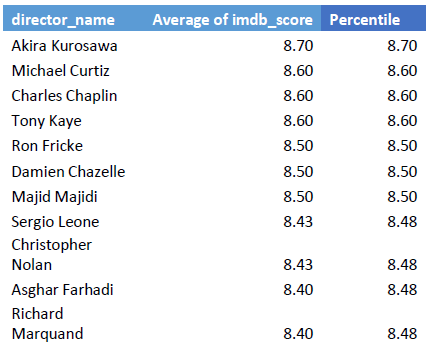 director_name Average of imdb_score Percentile
Akira Kurosawa 8.70 8.70
Michael Curtiz 8.60 8.60
Charles Chaplin 8.60 8.60
Tony Kaye 8.60 8.60
Ron Fricke 8.50 8.50
Damien Chazelle 8.50 8.50
Majid Majidi 8.50 8.50
Sergio Leone 8.43 8.48
Christopher
Nolan 8.43 8.48
Asghar Farhadi 8.40 8.48
Richard
Marquand 8.40 8.48